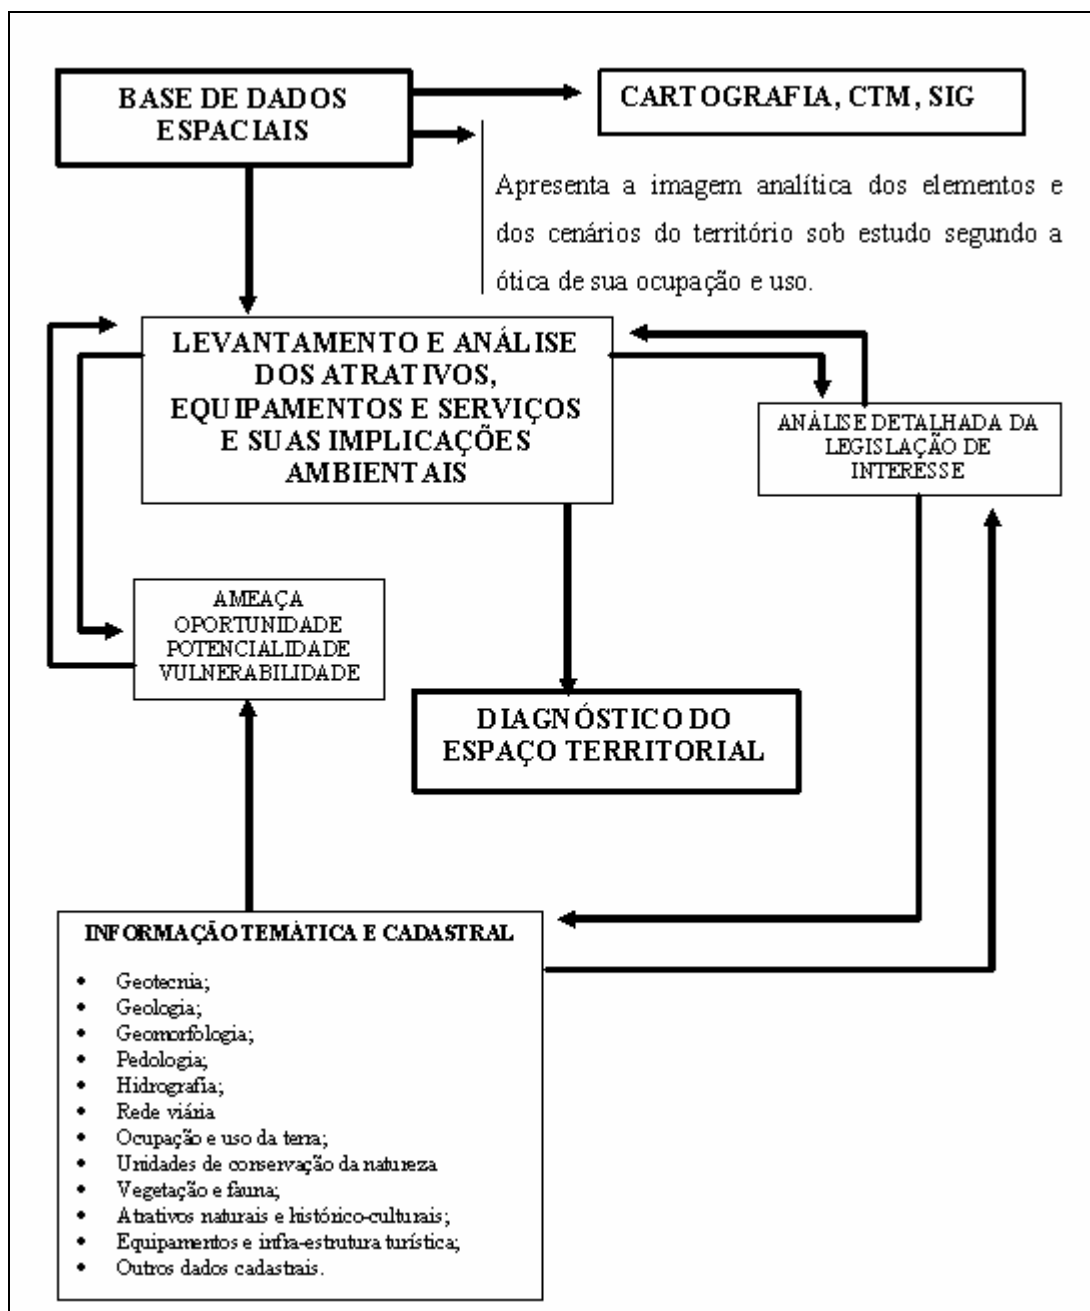 BASE DE DADOS
ESPACIAIS
CARTOGRAFIA, CTM, SIG
Apresenta a imagem analítica dos elementos e
dos cenários do território sob estudo segundo a
ótica de sua ocupação e uso.
LEVANTAMENTO E ANÁLISE
DOS ATRATIVOS,
EQUIPAMENTOS E SERVIÇOS
E SUAS IMPLICAÇÕES
AMBIENTAIS
ANÁLISE DETALHADA DA
LEGISLAÇÃO DE
INTERESSE
AMEAÇA
OPORTUNIDADE
POTENCIALIDADE
VULNERABILIDADE
DIAGNÓSTICO DO
ESPAÇO TERRITORIAL
INFORMAÇÃO TEMÁTICA E CADASTRAL
• Geotecnia;
• Geologia;
• Geomorfologia;
• Pedologia;
• Hidrografia;
• Rede viária
• Ocupação e uso da terra;
• Unidades de conservação da natureza
• Vegetação e fauna;
• Atrativos naturais e histórico-culturais;
• Equipamentos e infra-estrutura turística;
• Outros dados cadastrais.